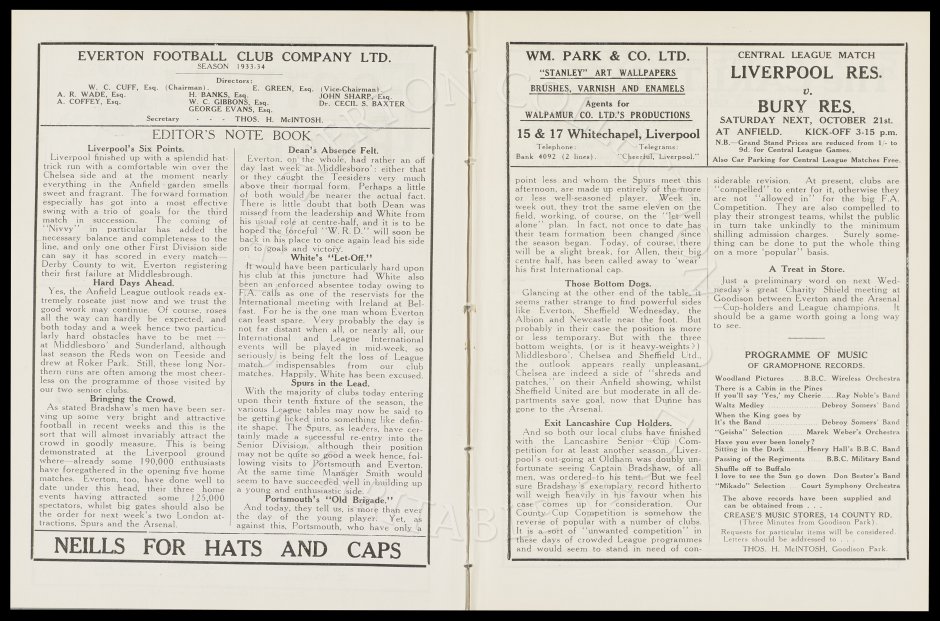 EVERTON FOOTBALL CLUB COMPANY LTD.
SEASON 1933-34
Directors:
W. C. CUFF, Esq. (Chairman). E. GREEN, Esq. (Vice-Chairman).
A. R. WADE, Esq. H. BANKS, Esq. JOHN SHARP, Esq.
A. COFFEY, Esq. W. C. GIBBONS, Esq. Dr. CECIL S. BAXTER
GEORGE EVANS, Esq.
Secretary - - - THOS. H. McINTOSH.
EDITOR'S NOTE BOOK
Liverpool's Six Points.
Liverpool finished up with a splendid hat-
trick run with a comfortable win over the
Chelsea side and at the moment nearly
everything in the Anfield garden smells
sweet and fragrant. The forward formation
especially has got into a most effective
swing with a trio of goals for the third
match in succession. The coming of
"Nivvy" in particular has added the
necessary balance and completeness to the
line, and only one other First Division side
can say it has scored in every match—
Derby County to wit, Everton registering
their first failure at Middlesbrough.
Hard Days Ahead.
Yes, the Anfield League outlook reads ex-
tremely roseate just now and we trust the
good work may continue. Of course, roses
all the way can hardly be expected, and
both today and a week hence two particu-
larly hard obstacles have to be met —
at Middlesboro' and Sunderland, although
last season the Reds won on Teeside and
drew at Roker Park. Still, these long Nor-
thern runs are often among the most cheer-
less on the programme of those visited by
our two senior clubs.
Bringing the Crowd.
As stated Bradshaw's men have been ser-
ving up some very bright and attractive
football in recent weeks and this is the
sort that will almost invariably attract the
crowd in goodly measure. This is being
demonstrated at the Liverpool ground
where already some 190,000 enthusiasts
have foregathered in the opening five home
matches. Everton, too, have done well to
date under this head, their three home
events having attracted some 125,000
spectators, whilst big gates should also be
the order for next week's two London at-
tractions, Spurs and the Arsenal.
Dean's Absence Felt.
Everton, on the whole, had rather an off
day last week at Middlesboro': either that
or they caught the Teesiders very much
above their normal form. Perhaps a little
of both would be nearer the actual fact.
There is little doubt that both Dean was
missed from the leadership and White from
his usual role at centre-half, and it is to be
hoped the forceful "W. R. D." will soon be
back in his place to once again lead his side
on to goals and victory.
White's "Let-Off."
It would have been particularly hard upon
his club at this juncture had White also
been an enforced absentee today owing to
F.A. calls as one of the reservists for the
International meeting with Ireland at Bel-
fast. For he is the one man whom Everton
can least spare. Very probably the day is
not far distant when all, or nearly all, our
International and League International
events will be played in mid-week, so
seriously is being felt the loss of League
match indispensables from our club
matches. Happily, White has been excused.
Spurs in the Lead.
With the majority of clubs today entering
upon their tenth fixture of the season, the
various League tables may now be said to
be getting licked into something like defin-
ite shape. The Spurs, as leaders, have cer-
tainly made a successful re-entry into the
Senior Division, although their position
may not be quite so good a week hence, fol-
lowing visits to Portsmouth and Everton.
At the same time Manager Smith would
seem to have succeeded well in building up
a young and enthusiastic side.
Portsmouth's "Old Brigade."
And today, they tell us, is more than ever
the day of the young player. Yet, as
against this, Portsmouth, who have only a
NEILLS FOR HATS AND CAPS
WM. PARK & CO. LTD.
"STANLEY" ART WALLPAPERS
BRUSHES, VARNISH AND ENAMELS
Agents for
WALPAMUR CO. LTD.'S PRODUCTIONS
15 & 17 Whitechapel, Liverpool
Telephone: Telegrams:
Bank 4092 (2 lines). "Cheerful, Liverpool."
CENTRAL LEAGUE MATCH
LIVERPOOL RES.
v.
BURY RES.
SATURDAY NEXT, OCTOBER 21st.
AT ANFIELD. KICK-OFF 3-15 p.m.
N.B.—Grand Stand Prices are reduced from 1/- to
9d. for Central League Games.
Also Car Parking for Central League Matches Free.
point less and whom the Spurs meet this
afternoon, are made up entirely of the more
or less well-seasoned player. Week in,
week out, they trot the same eleven on the
field, working, of course, on the "let well
alone" plan. In fact, not once to date has
their team formation been changed since
the season began. Today, of course, there
will be a slight break, for Allen, their big
centre half, has been called away to wear
his first International cap.
Those Bottom Dogs.
Glancing at the other end of the table, it
seems rather strange to find powerful sides
like Everton, Sheffield Wednesday, the
Albion and Newcastle near the foot. But
probably in their case the position is more
or less temporary. But with the three
bottom weights, (or is it heavy-weights?)
Middlesboro', Chelsea and Sheffield Utd.,
the outlook appears really unpleasant.
Chelsea are indeed a side of "shreds and
patches," on their Anfield showing, whilst
Sheffield United are but moderate in all de-
partments save goal, now that Dunne has
gone to the Arsenal.
Exit Lancashire Cup Holders.
And so both our local clubs have finished
with the Lancashire Senior Cup Com-
petition for at least another season. Liver-
pool's out-going at Oldham was doubly un-
fortunate seeing Captain Bradshaw, of all
men, was ordered to his tent. But we feel
sure Bradshaw's exemplary record hitherto
will weigh heavily in his favour when his
case comes up for consideration. Our
County Cup Competition is somehow the
reverse of popular with a number of clubs.
It is a sort of "unwanted competition" in
these days of crowded League programmes
and would seem to stand in need of con-
siderable revision. At present, clubs are
"compelled" to enter for it, otherwise they
are not "allowed in" for the big F.A.
Competition. They are also compelled to
play their strongest teams, whilst the public
in turn take unkindly to the minimum
shilling admission charges. Surely some-
thing can be done to put the whole thing
on a more "popular" basis.
A Treat in Store.
Just a preliminary word on next Wed-
nesday's great Charity Shield meeting at
Goodison between Everton and the Arsenal
—Cup-holders and League champions. It
should be a game worth going a long way
to see.
PROGRAMME OF MUSIC
OF GRAMOPHONE RECORDS.
Woodland Pictures ... B.B.C. Wireless Orchestra
There is a Cabin in the Pines
If you'll say 'Yes,' my Cherie ... Ray Noble's Band
Waltz Medley Debroy Somers' Band
When the King goes by
It's the Band Debroy Somers' Band
"Geisha" Selection Marek Weber's Orchestra
Have you ever been lonely?
Sitting in the Dark Henry Hall's B.B.C. Band
Passing of the Regiments B.B.C. Military Band
Shuffle off to Buffalo
I love to see the Sun go down Don Bestor's Band
"Mikado" Selection Court Symphony Orchestra
The above records have been supplied and
can be obtained from . . .
CREASE'S MUSIC STORES, 14 COUNTY RD.
(Three Minutes from Goodison Park).
Requests for particular items will be considered.
Letters should be addressed to . . .
THOS. H. McINTOSH, Goodison Park.